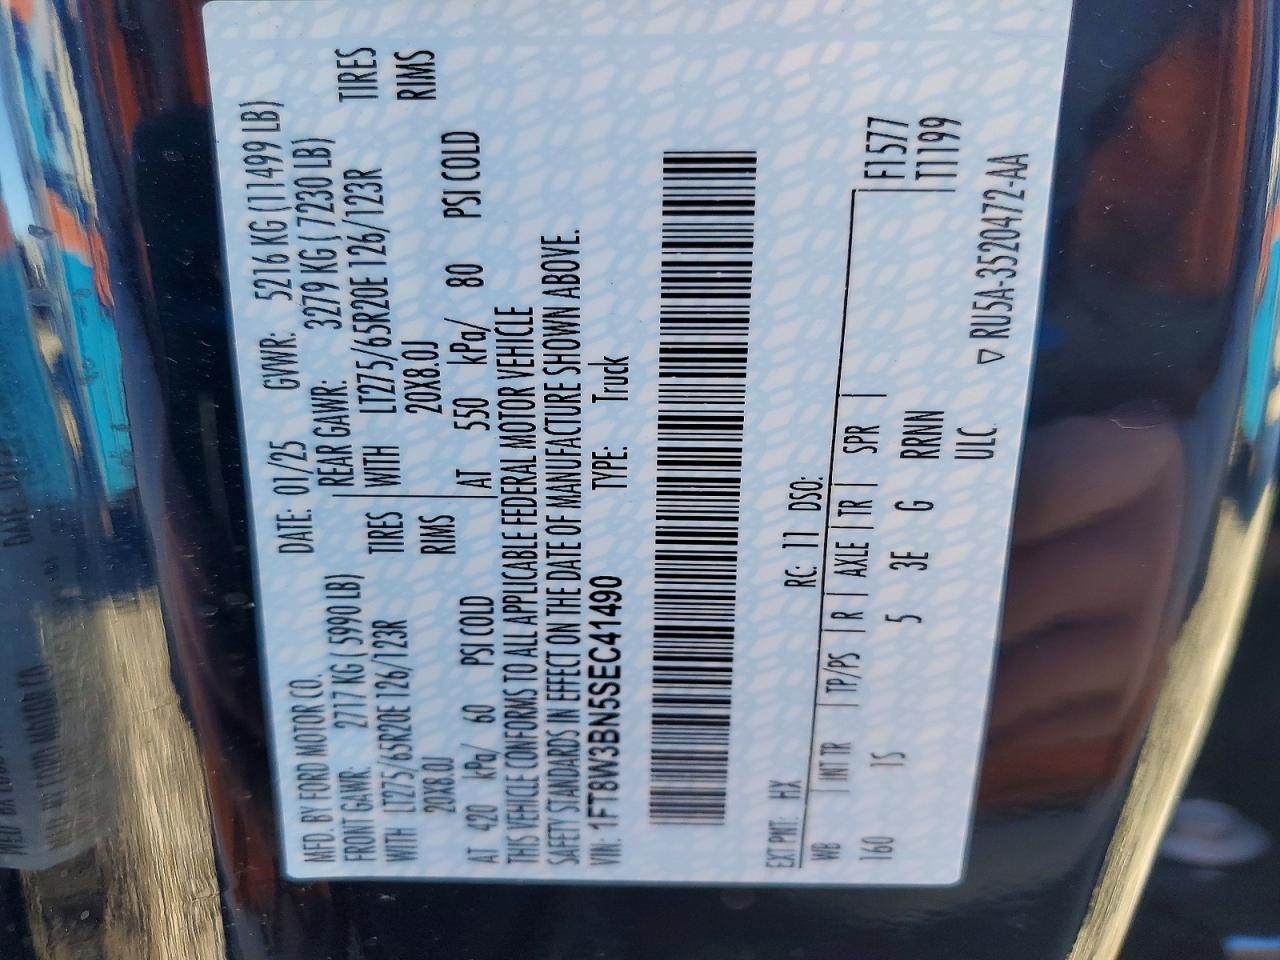 MFD. BY FORD MOTOR CO.
DATE: 01/25 GVWR: 5216 KG (11499 LB)
FRONT GAWR: 2717 KG ( 5990 LB)
REAR GAWR: 3279 KG ( 7230 LB)
WITH LT275/65R20E 126/123R TIRES
WITH LT275/65R20E 126/123R TIRES
20X8.0J RIMS
20X8.0J RIMS
AT 420 kPa/ 60 PSI COLD
AT 550 kPa/ 80 PSI COLD
THIS VEHICLE CONFORMS TO ALL APPLICABLE FEDERAL MOTOR VEHICLE
SAFETY STANDARDS IN EFFECT ON THE DATE OF MANUFACTURE SHOWN ABOVE.
VIN: 1FT8W3BN5SEC41490 TYPE: Truck
EXT PNT: HX RC: 11 DSO:
WB | INT TR | TP/PS | R | AXLE | TR | SPR | F1577
160 1S 5 3E G RRNN T1199
ULC
▽ RU5A-3520472-AA